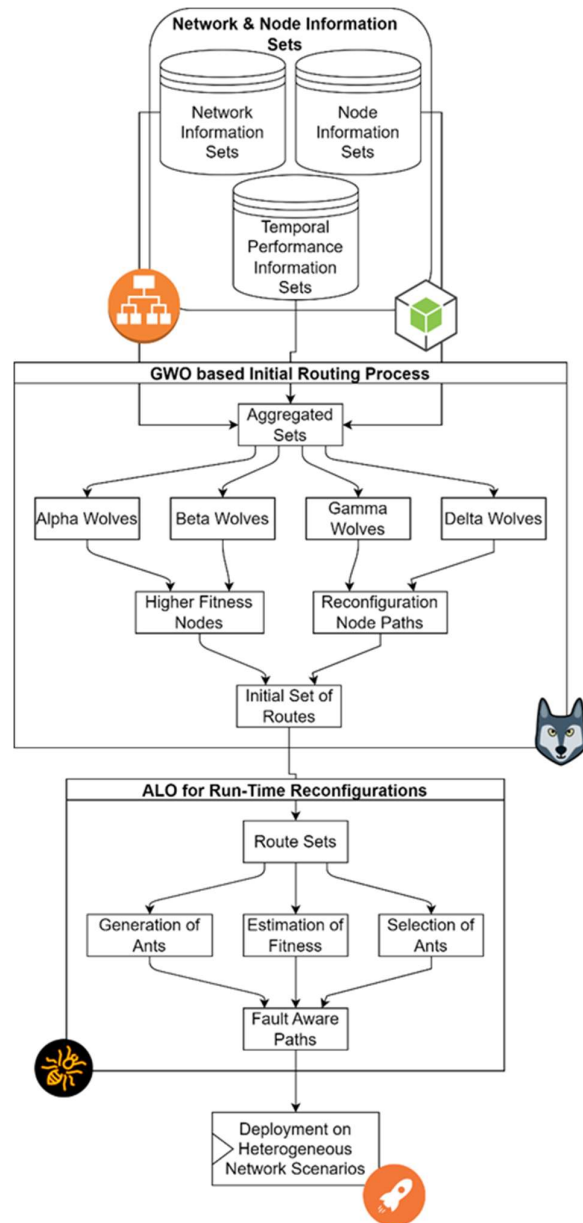 Network & Node Information
Sets
Network
Information
Sets
Node
Information
Sets
Temporal
Performance
Information
Sets
GWO based Initial Routing Process
Aggregated
Sets
Alpha Wolves
Beta Wolves
Gamma
Wolves
Delta Wolves
Higher Fitness
Nodes
Reconfiguration
Node Paths
Initial Set of
Routes
ALO for Run-Time Reconfigurations
Route Sets
Generation of
Ants
Estimation of
Fitness
Selection of
Ants
Fault Aware
Paths
Deployment on
Heterogeneous
Network Scenarios